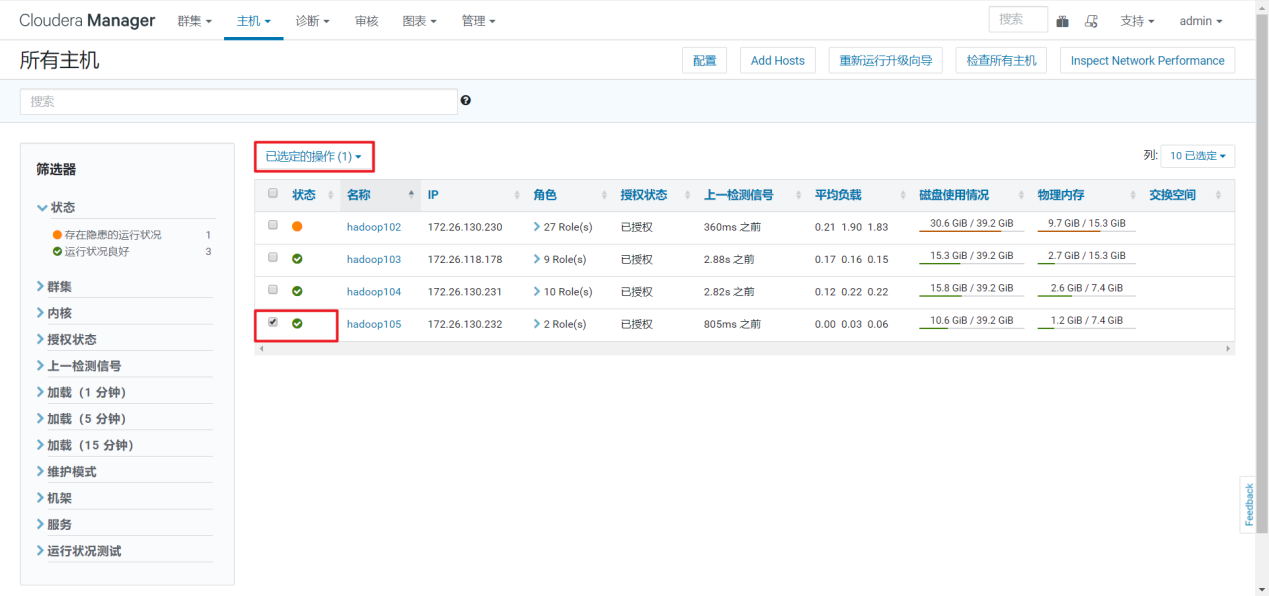 Cloudera Manager 群集 主机 诊断 审核 图表 管理 搜索 支持 admin
所有主机 配置 Add Hosts 重新运行升级向导 检查所有主机 Inspect Network Performance
搜索 ?
筛选器
状态
存在隐患的运行状况 1
运行状况良好 3
群集
内核
授权状态
上一检测信号
加载（1 分钟）
加载（5 分钟）
加载（15 分钟）
维护模式
机架
服务
运行状况测试
已选定的操作 (1) 列: 10 已选定
状态 名称 IP 角色 授权状态 上一检测信号 平均负载 磁盘使用情况 物理内存 交换空间
hadoop102 172.26.130.230 27 Role(s) 已授权 360ms 之前 0.21 1.90 1.83 30.6 GiB / 39.2 GiB 9.7 GiB / 15.3 GiB
hadoop103 172.26.118.178 9 Role(s) 已授权 2.88s 之前 0.17 0.16 0.15 15.3 GiB / 39.2 GiB 2.7 GiB / 15.3 GiB
hadoop104 172.26.130.231 10 Role(s) 已授权 2.82s 之前 0.12 0.22 0.22 15.8 GiB / 39.2 GiB 2.6 GiB / 7.4 GiB
hadoop105 172.26.130.232 2 Role(s) 已授权 805ms 之前 0.00 0.03 0.06 10.6 GiB / 39.2 GiB 1.2 GiB / 7.4 GiB
Feedback